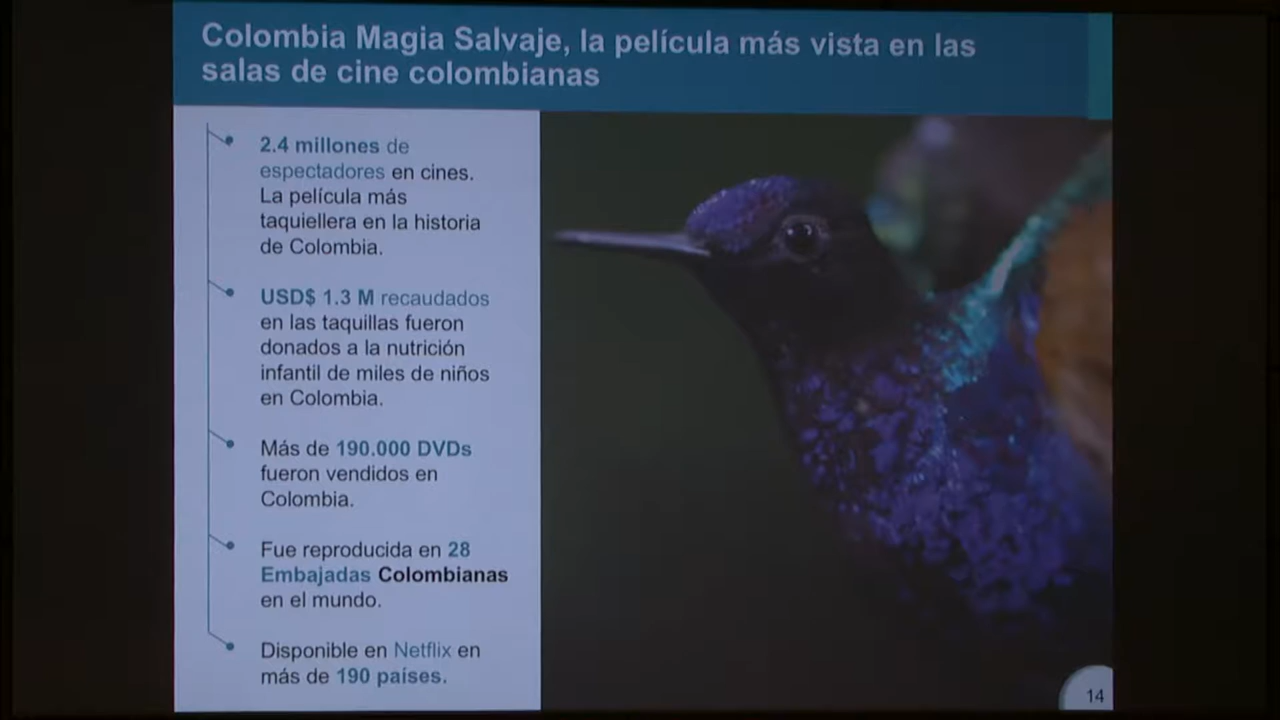 Colombia Magia Salvaje, la película más vista en las
salas de cine colombianas
2.4 millones de
espectadores en cines.
La película más
taquiellera en la historia
de Colombia.
USD$ 1.3 M recaudados
en las taquillas fueron
donados a la nutrición
infantil de miles de niños
en Colombia.
Más de 190.000 DVDs
fueron vendidos en
Colombia.
Fue reproducida en 28
Embajadas Colombianas
en el mundo.
Disponible en Netflix en
más de 190 países.
14